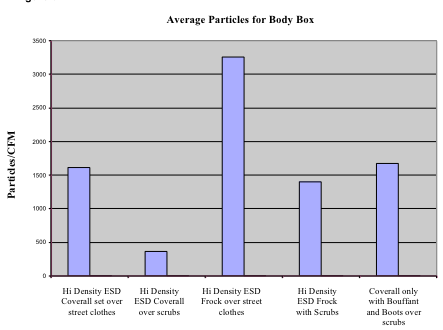 Average Particles for Body Box
Particles/CFM
3500
3000
2500
2000
1500
1000
500
0
Hi Density ESD
Coverall set over
street clothes
Hi Density
ESD Coverall
over scrubs
Hi Density ESD
Frock over street
clothes
Hi Density
ESD Frock
with Scrubs
Coverall only
with Bouffant
and Boots over
scrubs